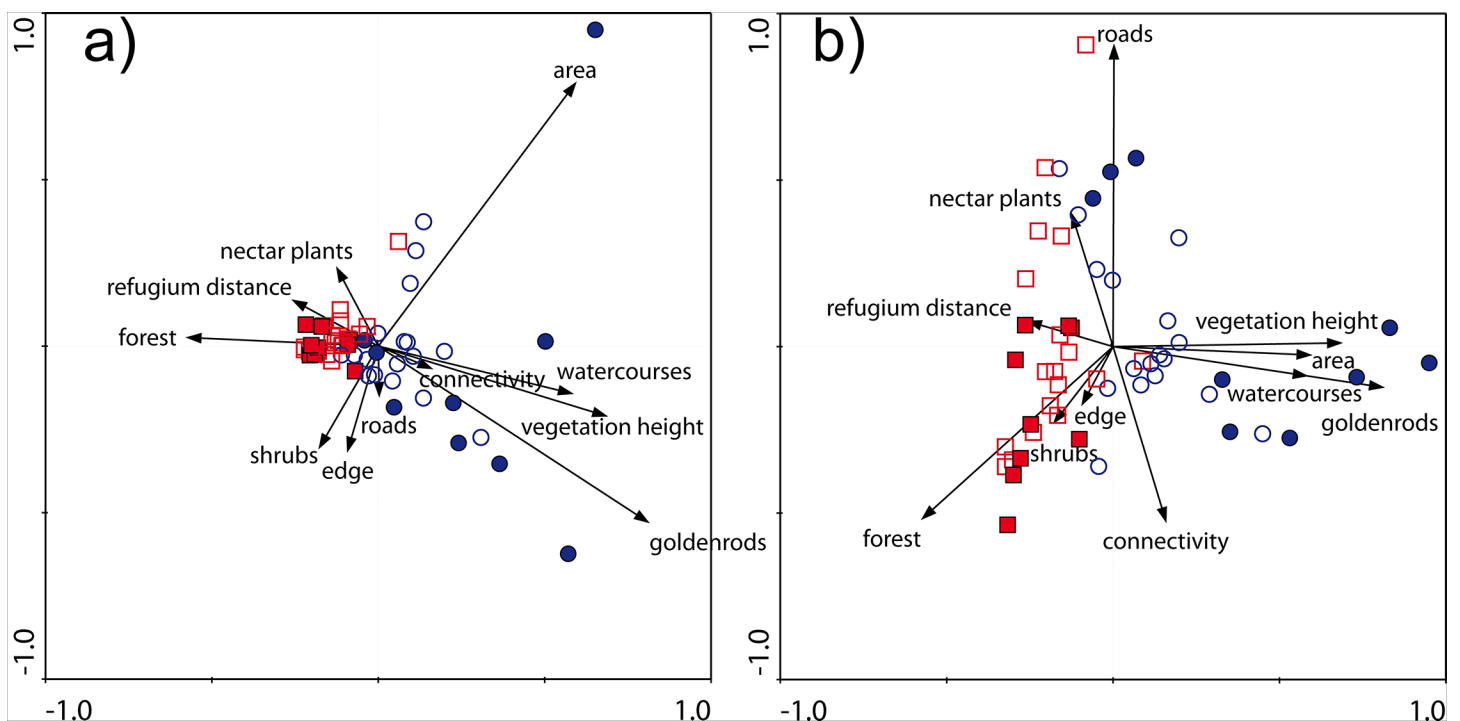 a)
1.0
area
nectar plants
refugium distance
forest
connectivity
watercourses
roads
vegetation height
shrubs
edge
goldenrods
-1.0
-1.0
1.0
b)
1.0
roads
nectar plants
refugium distance
vegetation height
area
watercourses
edge
goldenrods
shrubs
forest
connectivity
-1.0
-1.0
1.0